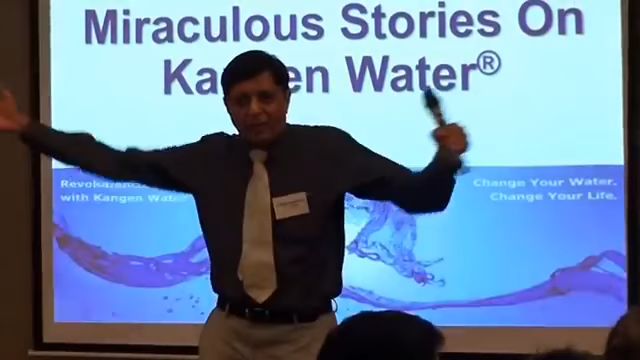 Miraculous Stories On
Kangen Water®
with Kangen Water
Change Your Water.
Change Your Life.